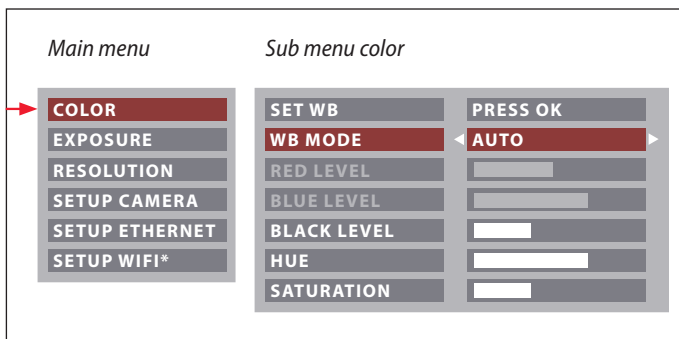 Main menu
COLOR
EXPOSURE
RESOLUTION
SETUP CAMERA
SETUP ETHERNET
SETUP WIFI*
Sub menu color
SET WB PRESS OK
WB MODE AUTO
RED LEVEL
BLUE LEVEL
BLACK LEVEL
HUE
SATURATION